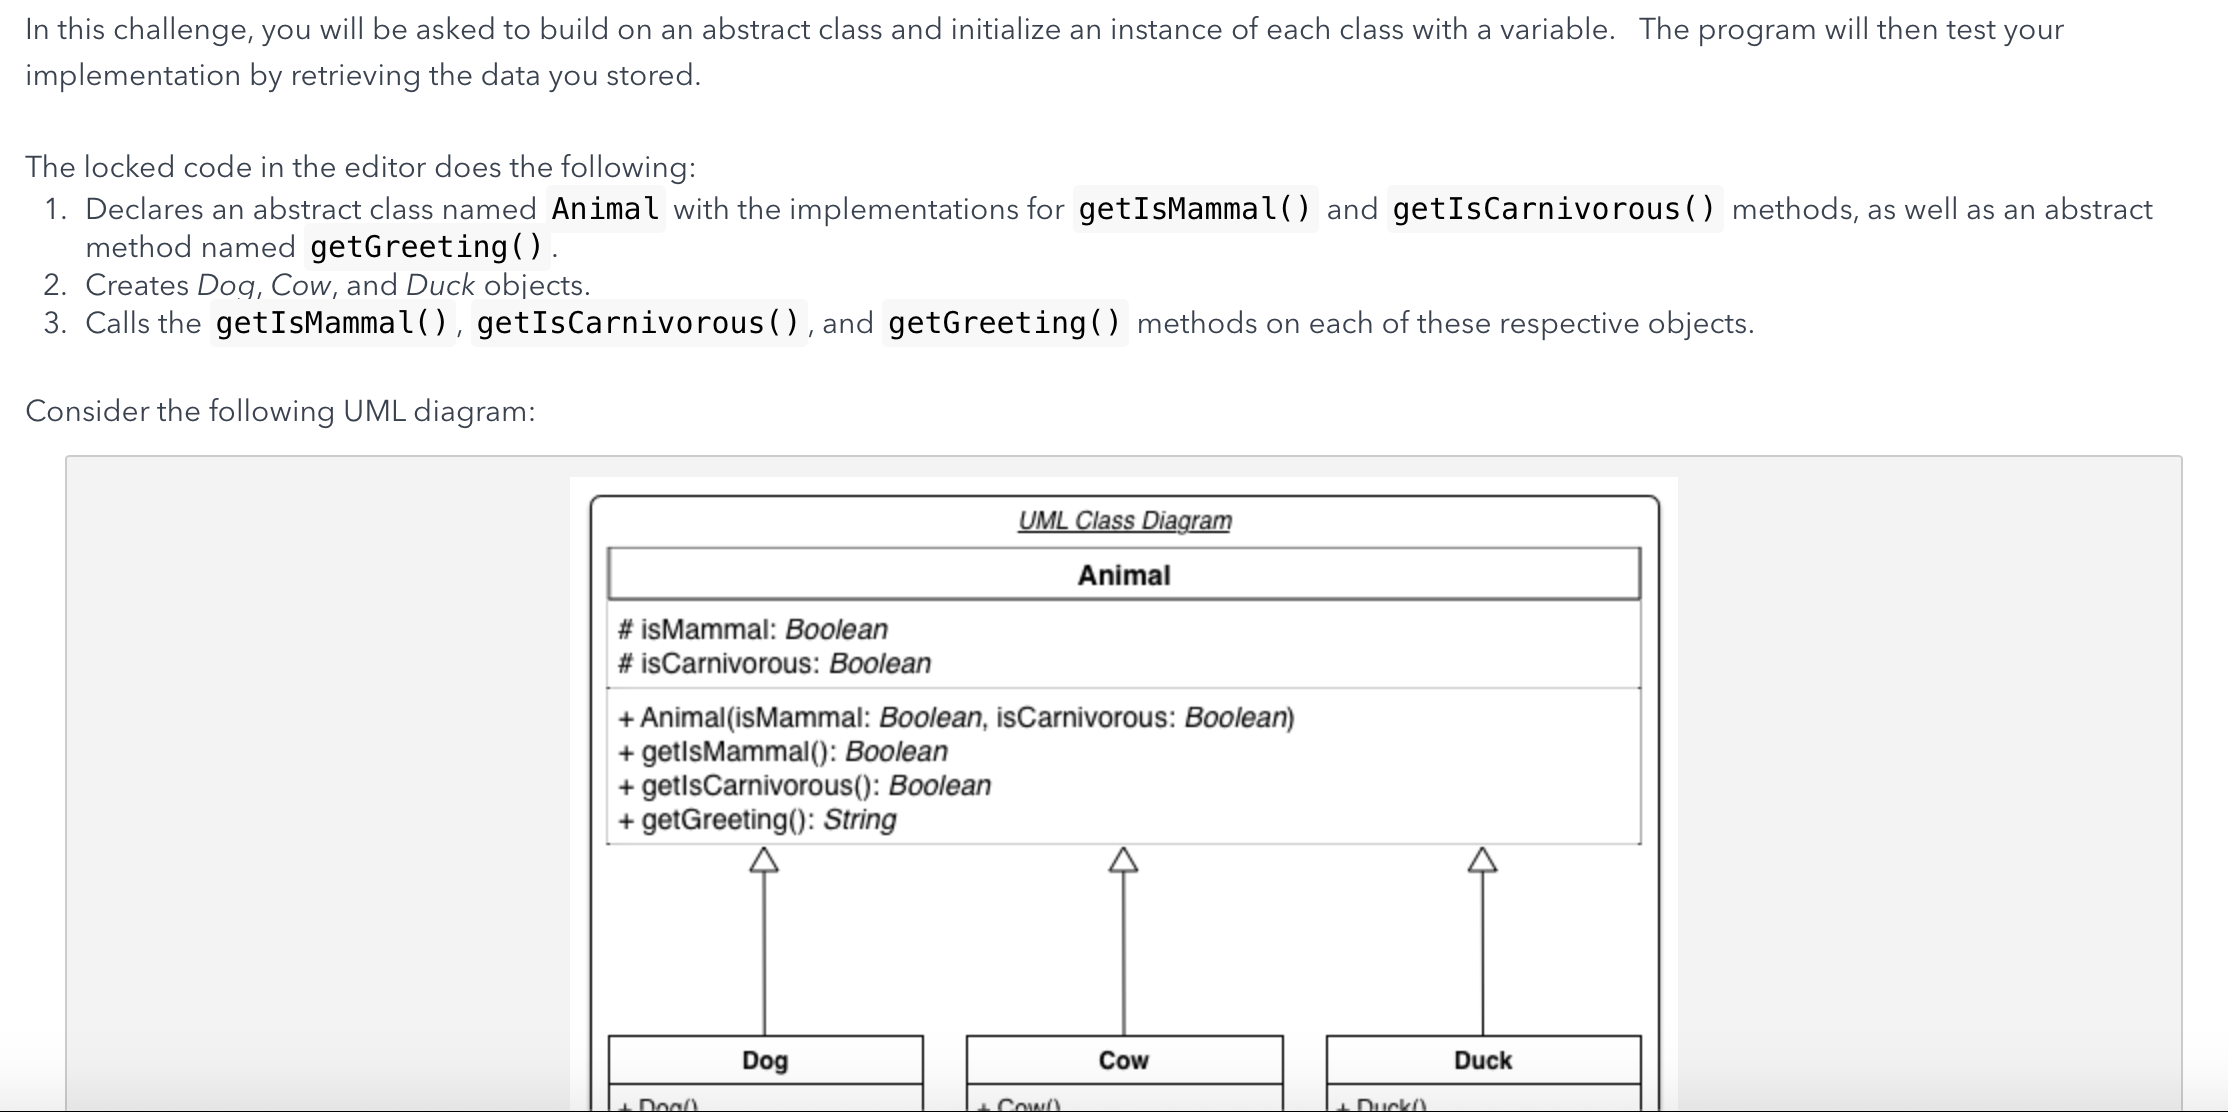 In this challenge, you will be asked to build on an abstract class and initialize an instance of each class with a variable. The program will then test your
implementation by retrieving the data you stored.
The locked code in the editor does the following:
1. Declares an abstract class named Animal with the implementations for getIsMammal() and getIsCarnivorous() methods, as well as an abstract
method named getGreeting().
2. Creates Dog, Cow, and Duck objects.
3. Calls the getIsMammal(), getIsCarnivorous(), and getGreeting() methods on each of these respective objects.
Consider the following UML diagram:
UML Class Diagram
Animal
# isMammal: Boolean
# isCarnivorous: Boolean
+ Animal(isMammal: Boolean, isCarnivorous: Boolean)
+ getIsMammal(): Boolean
+ getIsCarnivorous(): Boolean
+ getGreeting(): String
Dog
Cow
Duck
+ Dog()
+ Cow()
+ Duck()